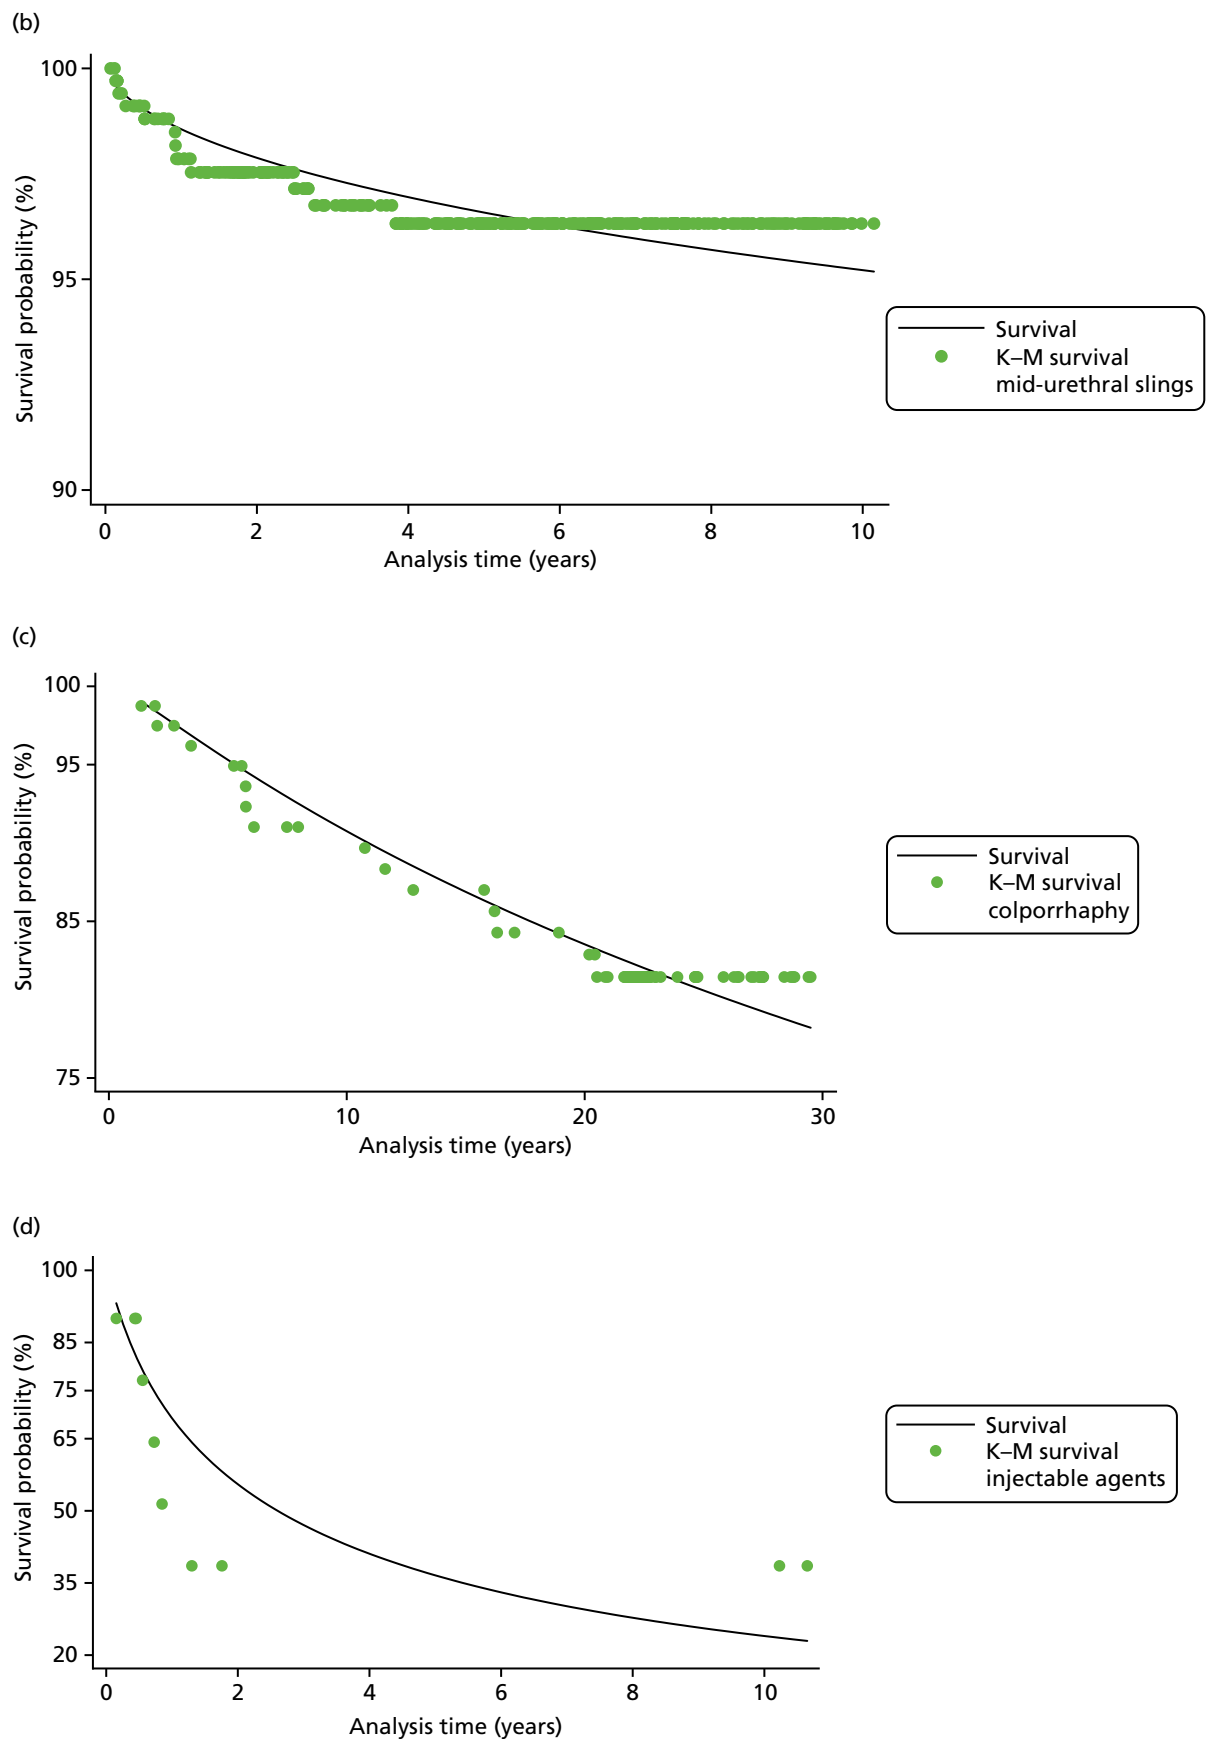 (b)
100
95
90
Survival probability (%)
0 2 4 6 8 10
Analysis time (years)
Survival
K–M survival
mid-urethral slings
(c)
100
95
85
75
Survival probability (%)
0 10 20 30
Analysis time (years)
Survival
K–M survival
colporrhaphy
(d)
100
85
75
65
50
35
20
Survival probability (%)
0 2 4 6 8 10
Analysis time (years)
Survival
K–M survival
injectable agents